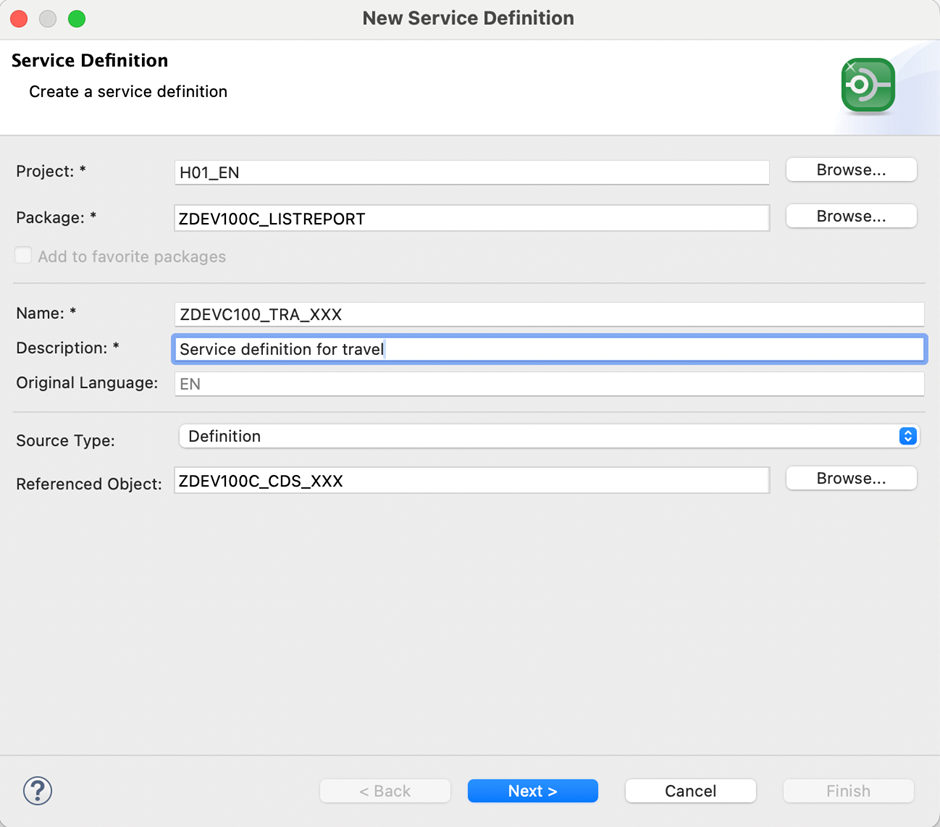 New Service Definition
Service Definition
Create a service definition
Project: * H01_EN Browse...
Package: * ZDEV100C_LISTREPORT Browse...
Add to favorite packages
Name: * ZDEVC100_TRA_XXX
Description: * Service definition for travel
Original Language: EN
Source Type: Definition
Referenced Object: ZDEV100C_CDS_XXX Browse...
? < Back Next > Cancel Finish